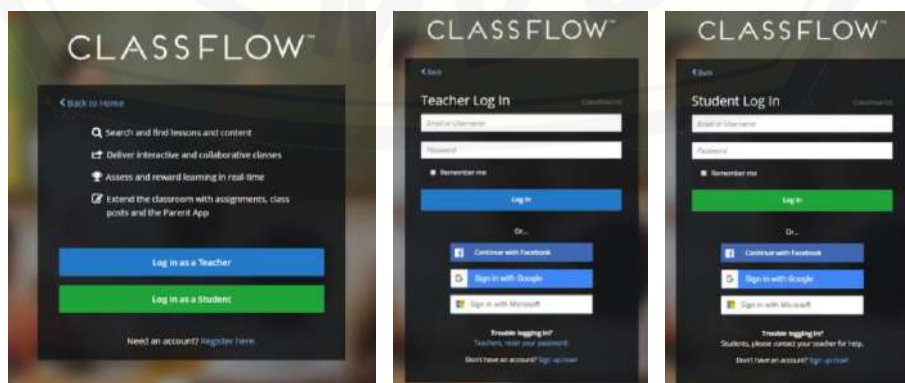 CLASSFLOW™
Back to Home
Search and find lessons and content
Deliver interactive and collaborative classes
Assess and reward learning in real-time
Extend the classroom with assignments, class
posts and the Parent App
Log in as a Teacher
Log in as a Student
Need an account? Register here
CLASSFLOW™
Back
Teacher Log In
Email or Username
Password
Remember me
Log In
Or...
Continue with Facebook
Sign in with Google
Sign in with Microsoft
Trouble logging in?
Teachers, reset your password.
Don't have an account? Sign up now!
CLASSFLOW™
Back
Student Log In
Email or Username
Password
Remember me
Log In
Or...
Continue with Facebook
Sign in with Google
Sign in with Microsoft
Trouble logging in?
Students, please contact your teacher for help.
Don't have an account? Sign up now!